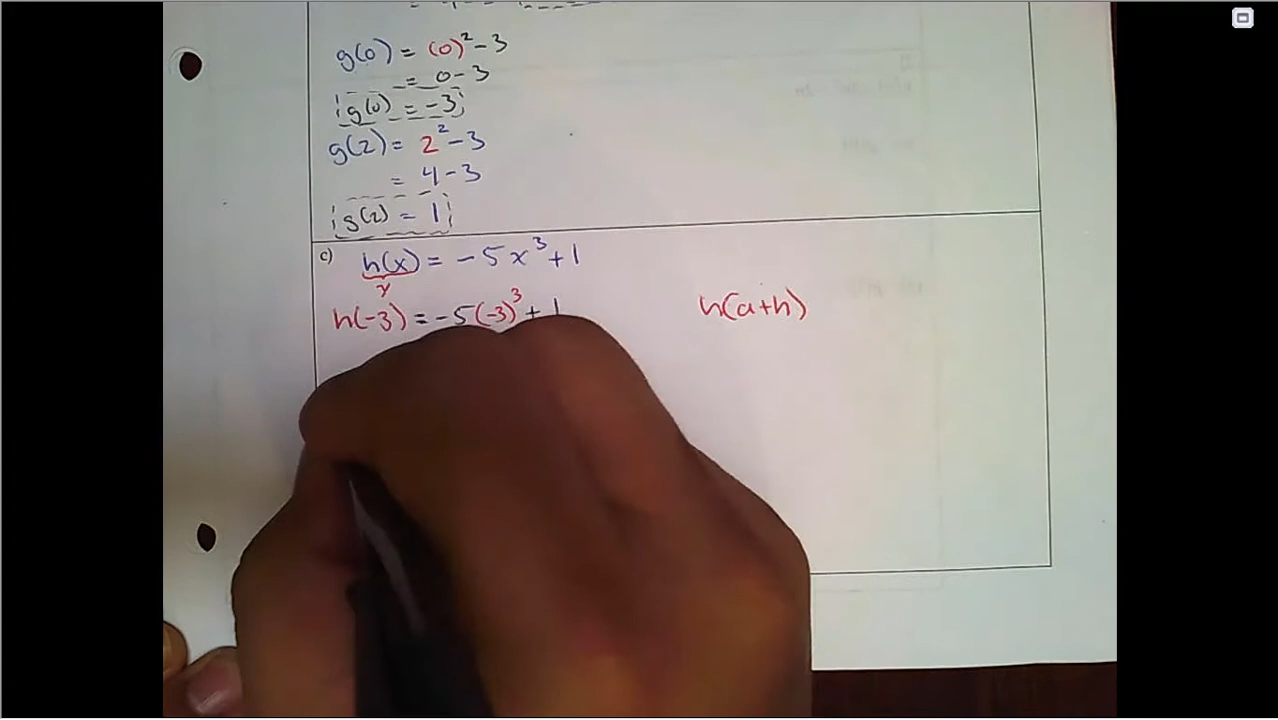 g(0) = (0)² - 3
= 0 - 3
g(0) = -3
g(2) = 2² - 3
= 4 - 3
g(2) = 1
c) h(x) = -5x³ + 1
y
h(-3) = -5(-3)³ + 1
h(a+h)